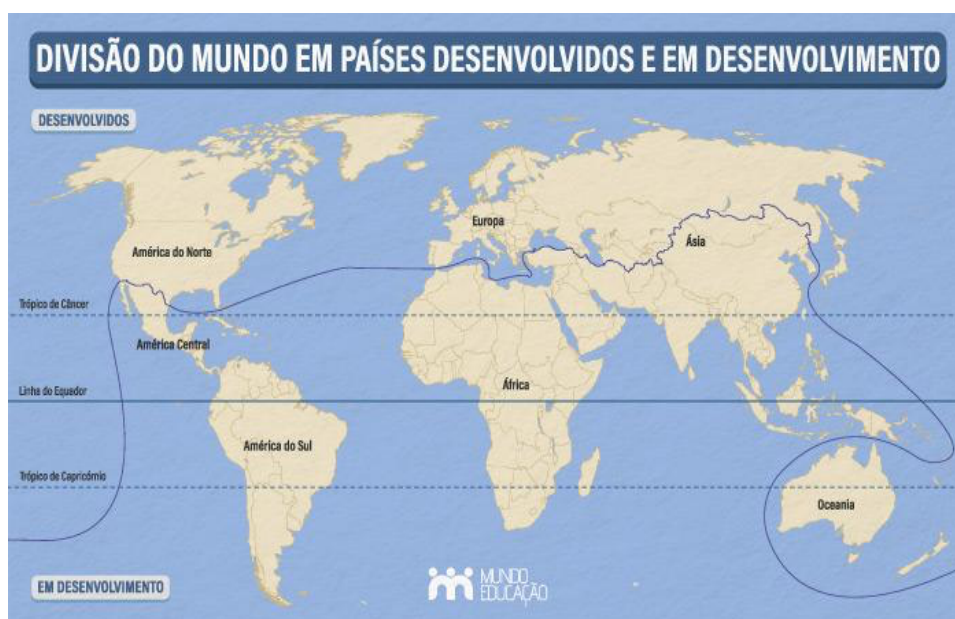 DIVISÃO DO MUNDO EM PAÍSES DESENVOLVIDOS E EM DESENVOLVIMENTO
DESENVOLVIDOS
Europa
América do Norte
Ásia
Trópico de Câncer
América Central
África
Linha do Equador
América do Sul
Trópico de Capricórnio
Oceania
EM DESENVOLVIMENTO
MUNDO
EDUCAÇÃO